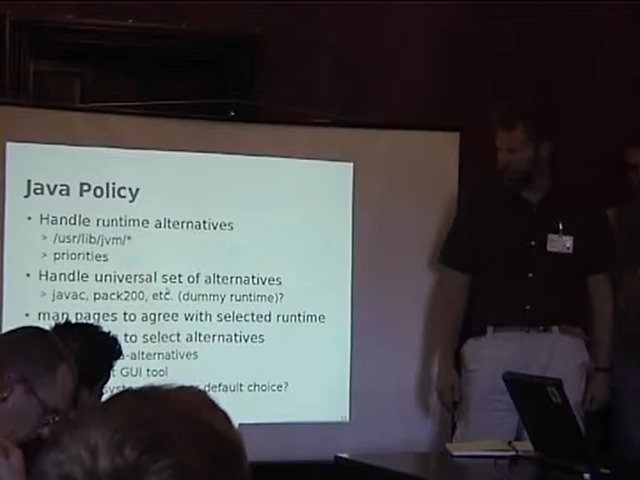 Java Policy
• Handle runtime alternatives
> /usr/lib/jvm/*
> priorities
• Handle universal set of alternatives
> javac, pack200, etc. (dummy runtime)?
• man pages to agree with selected runtime
to select alternatives
-alternatives
GUI tool
default choice?